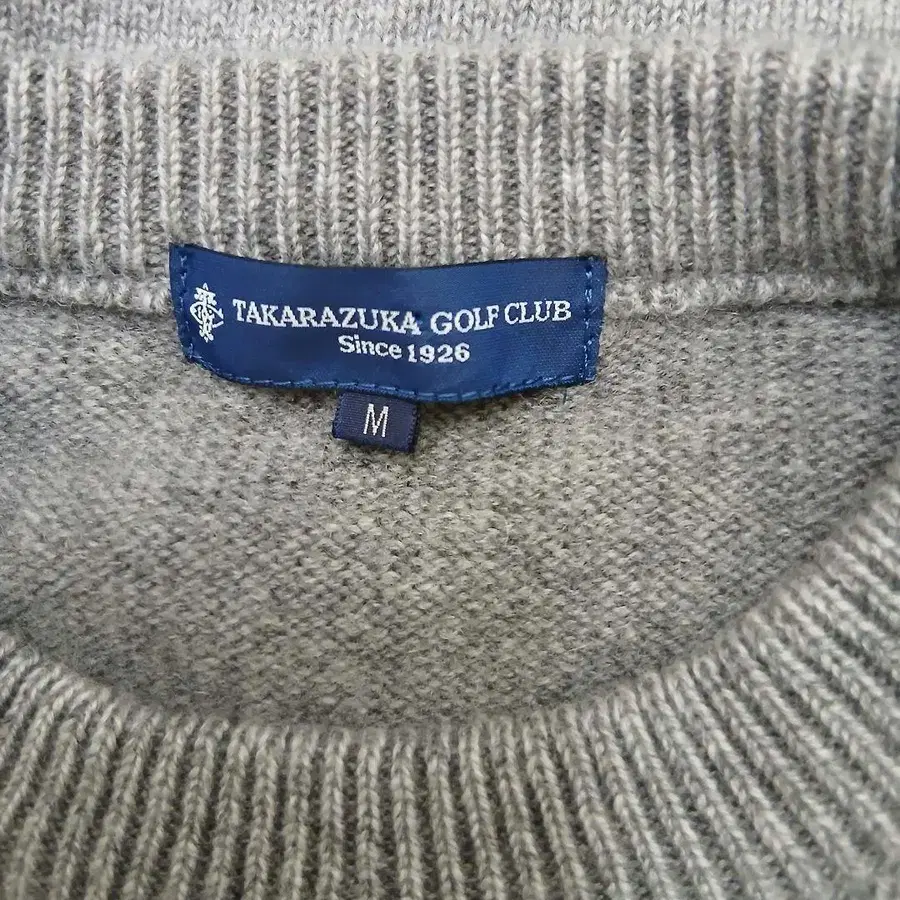 TAKARAZUKA GOLF CLUB
Since 1926
M